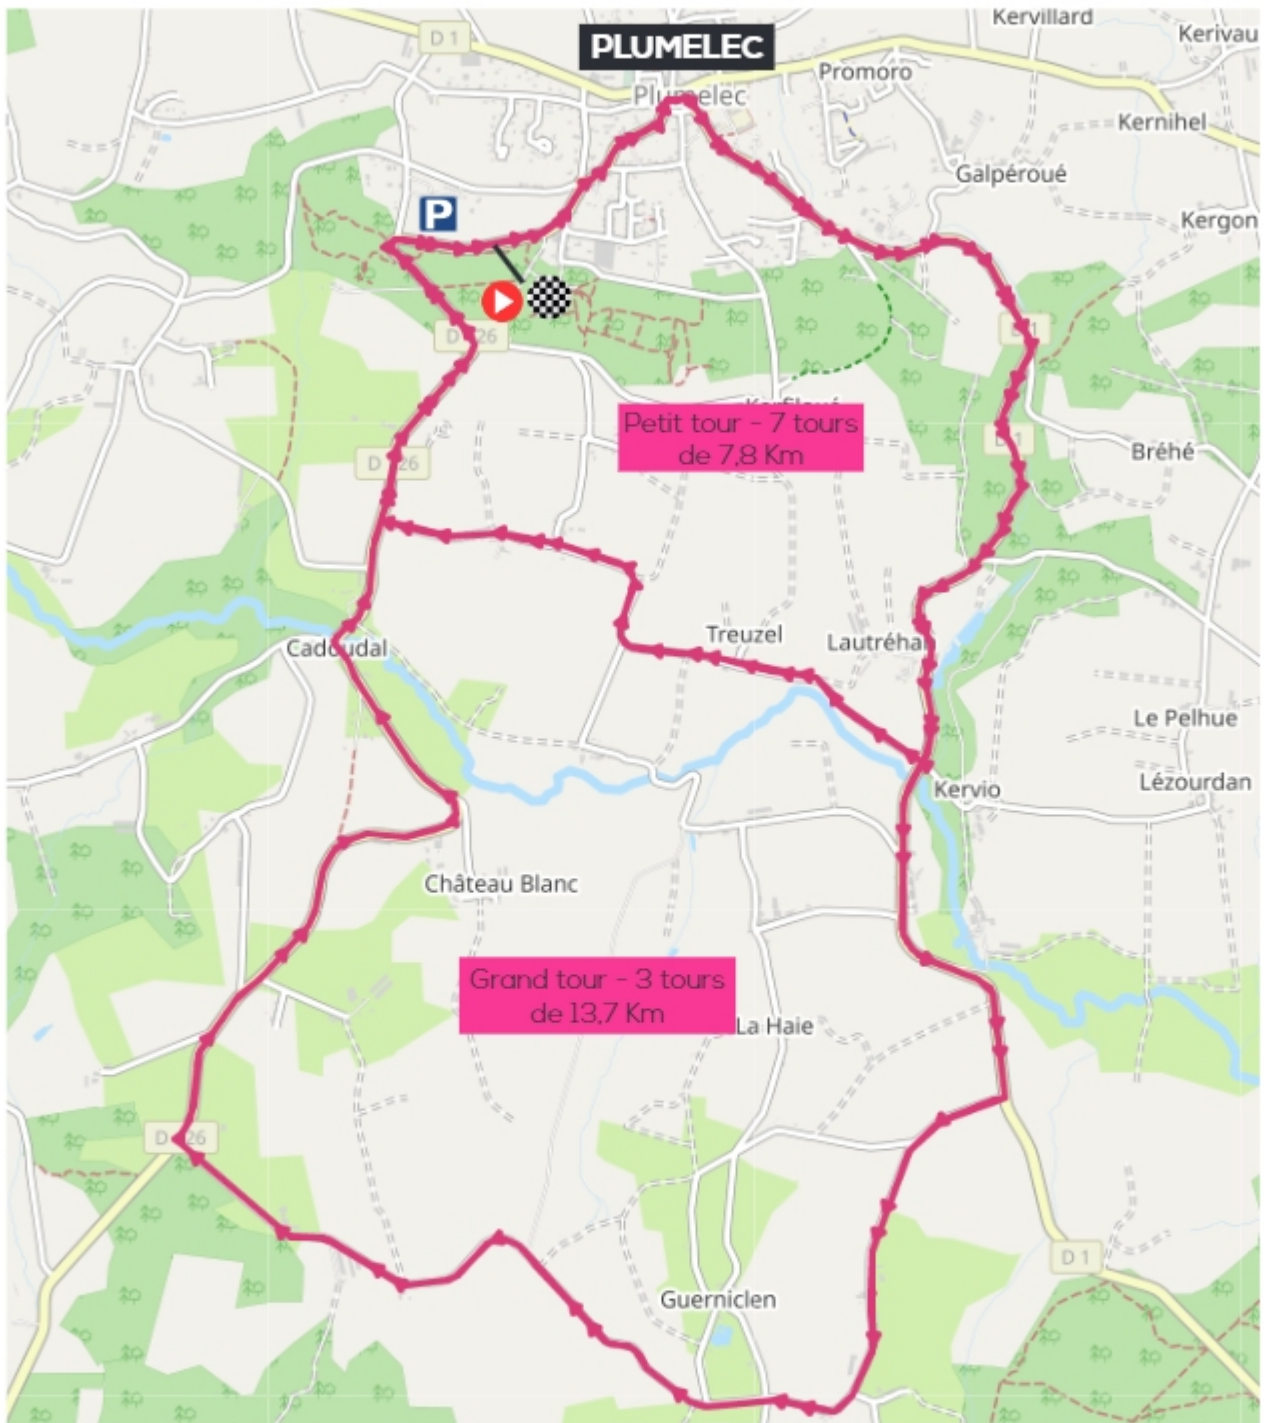 Kervillard
D 1
PLUMELEC
Kerivau
Promoro
Plumelec
Kernihel
Galpéroué
P
Kergon
D 1
D 26
Petit tour - 7 tours
de 7,8 Km
D 1
Bréhé
D 26
Treuzel
Lautréha
Cadoudal
Le Pelhue
Lézourdan
Kervio
Château Blanc
Grand tour - 3 tours
de 13,7 Km
La Haie
D 26
D 1
Guerniclen